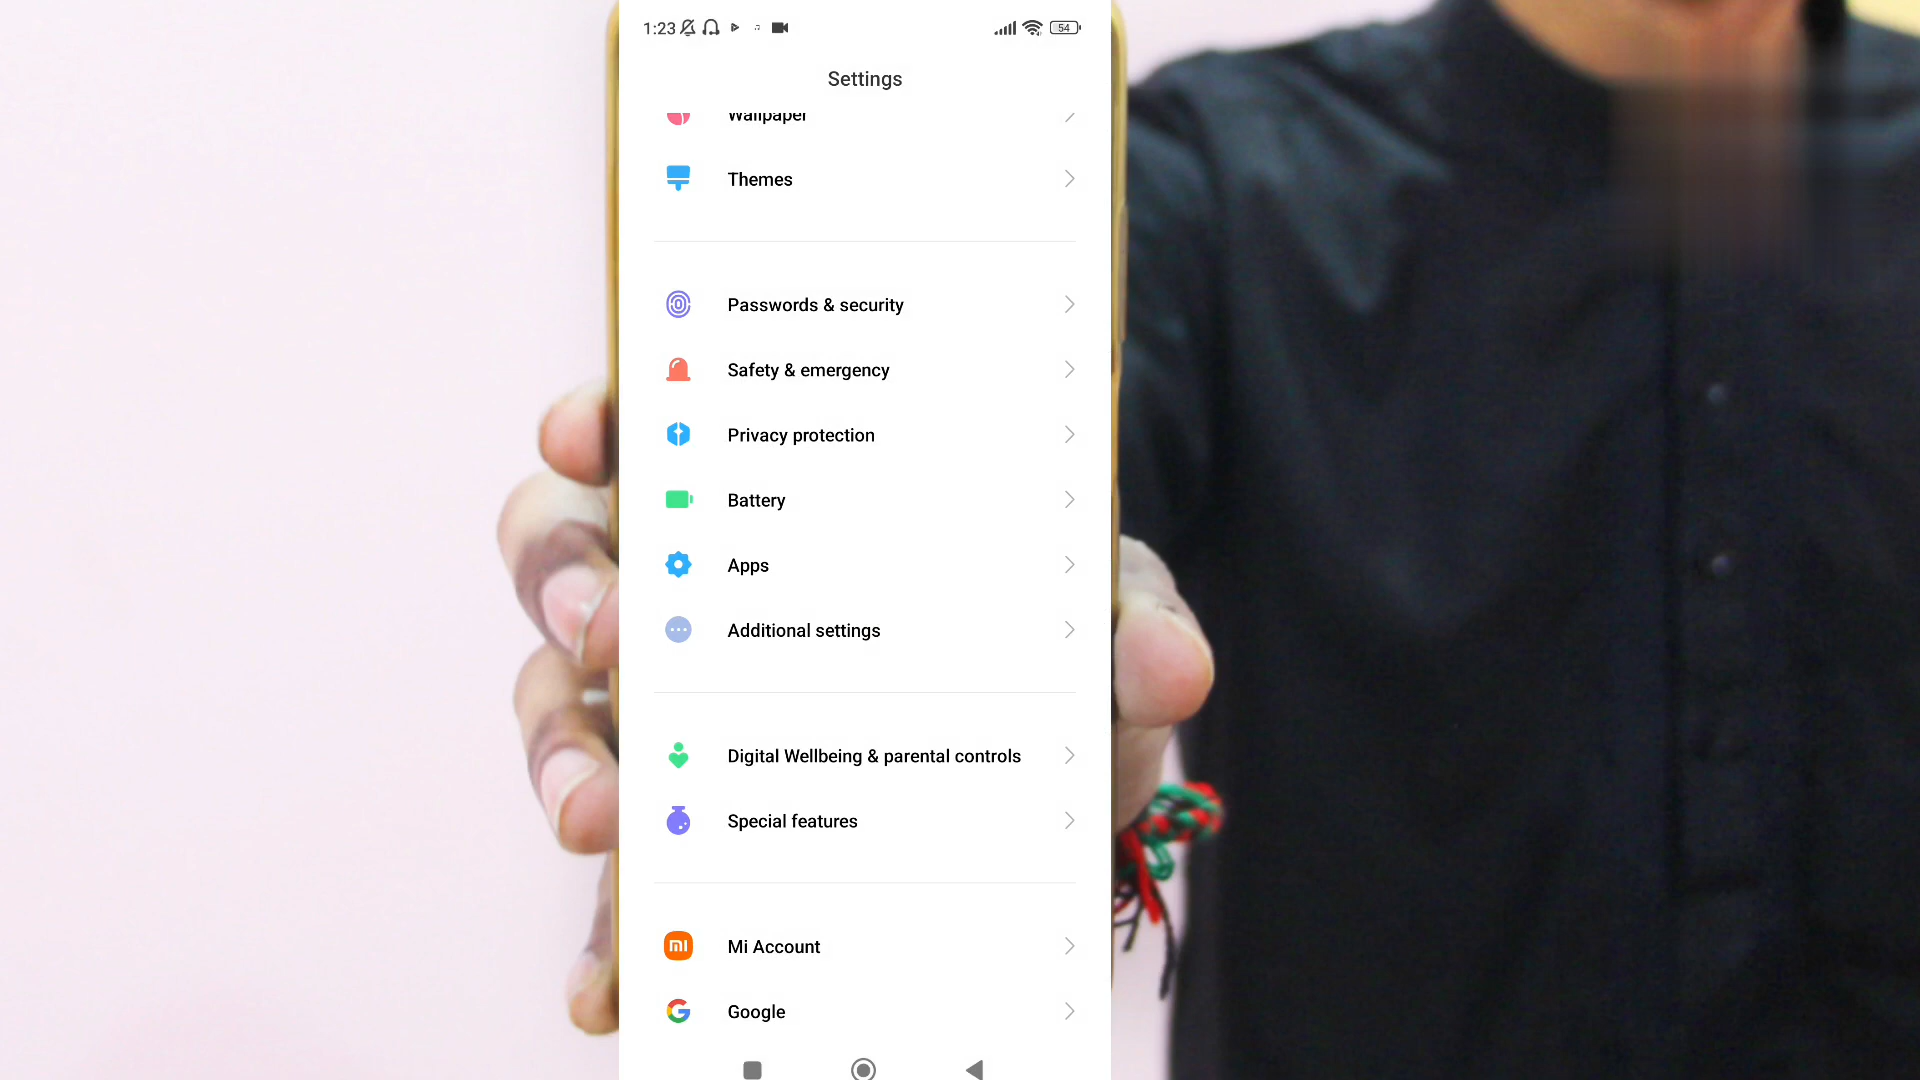 1:23
54
Settings
Wallpaper
Themes
Passwords & security
Safety & emergency
Privacy protection
Battery
Apps
Additional settings
Digital Wellbeing & parental controls
Special features
mi
Mi Account
Google